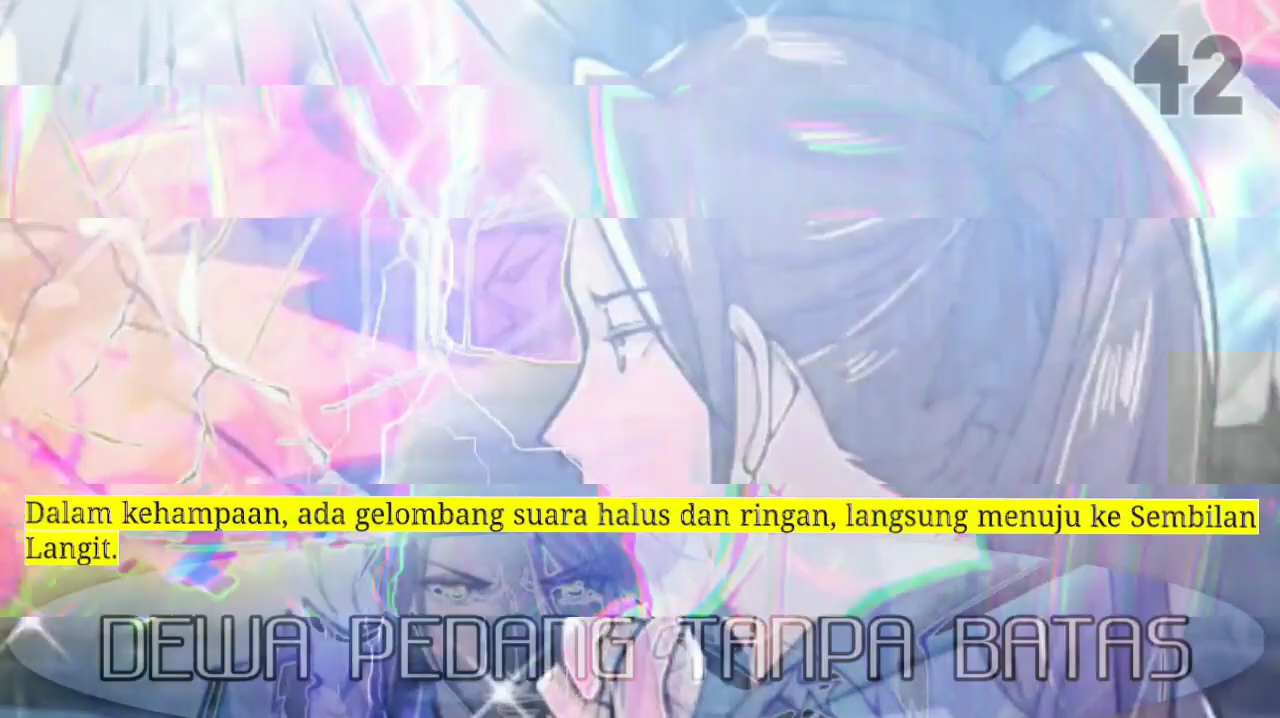 42
Dalam kehampaan, ada gelombang suara halus dan ringan, langsung menuju ke Sembilan
Langit.
DEWA PEDANG TANPA BATAS